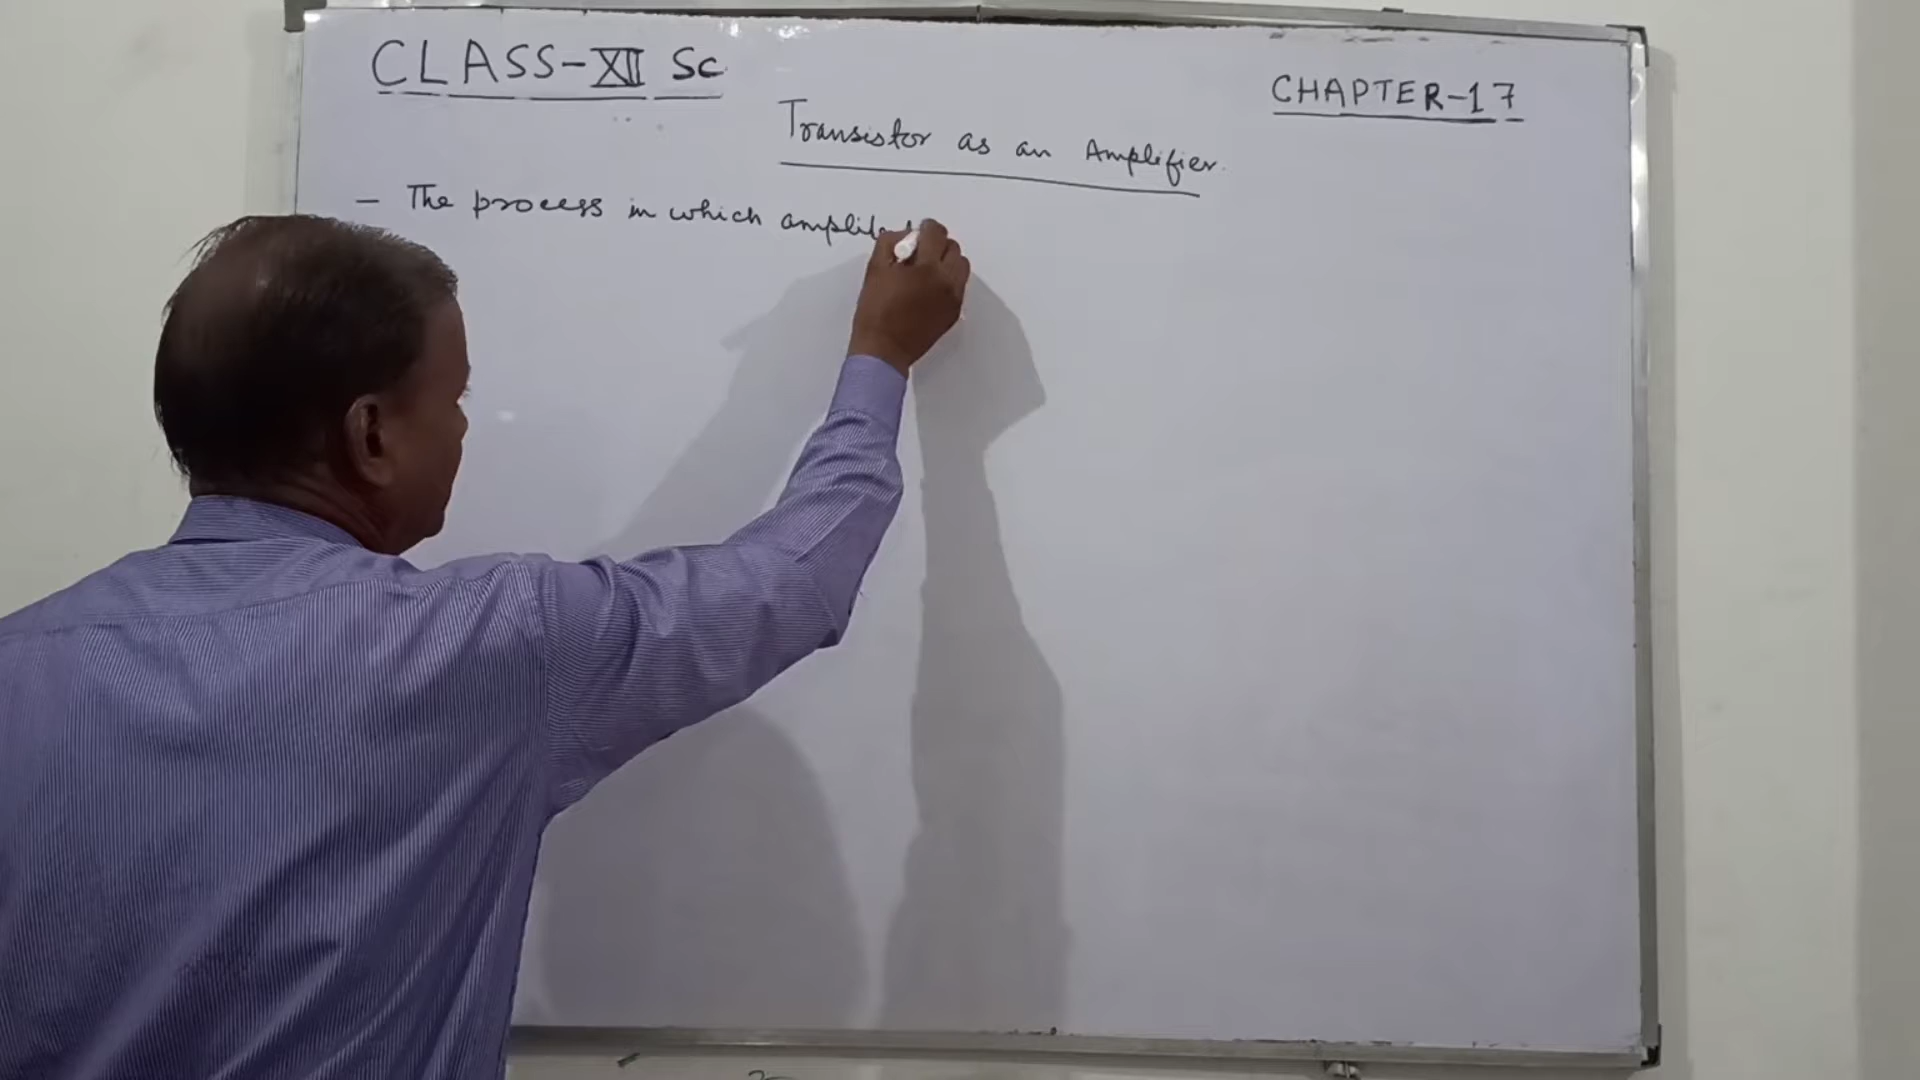 CLASS-XII Sc.
CHAPTER-17
Transistor as an Amplifier.
- The process in which